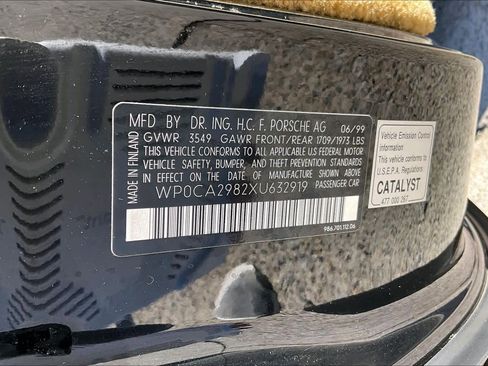 MADE IN FINLAND
MFD BY DR. ING. H.C. F. PORSCHE AG 06/99
GVWR 3549 GAWR FRONT/REAR 1709/1973 LBS
THIS VEHICLE CONFORMS TO ALL APPLICABLE US FEDERAL MOTOR
VEHICLE SAFETY, BUMPER, AND THEFT PREVENTION STANDARDS
IN EFFECT ON THE DATE OF MANUFACTURE SHOWN ABOVE.
WP0CA2982XU632919 PASSENGER CAR
986.701.112.06
Vehicle Emission Control
information
This vehicle conforms to
U.S.E.P.A. Regulations
CATALYST
477 000 267